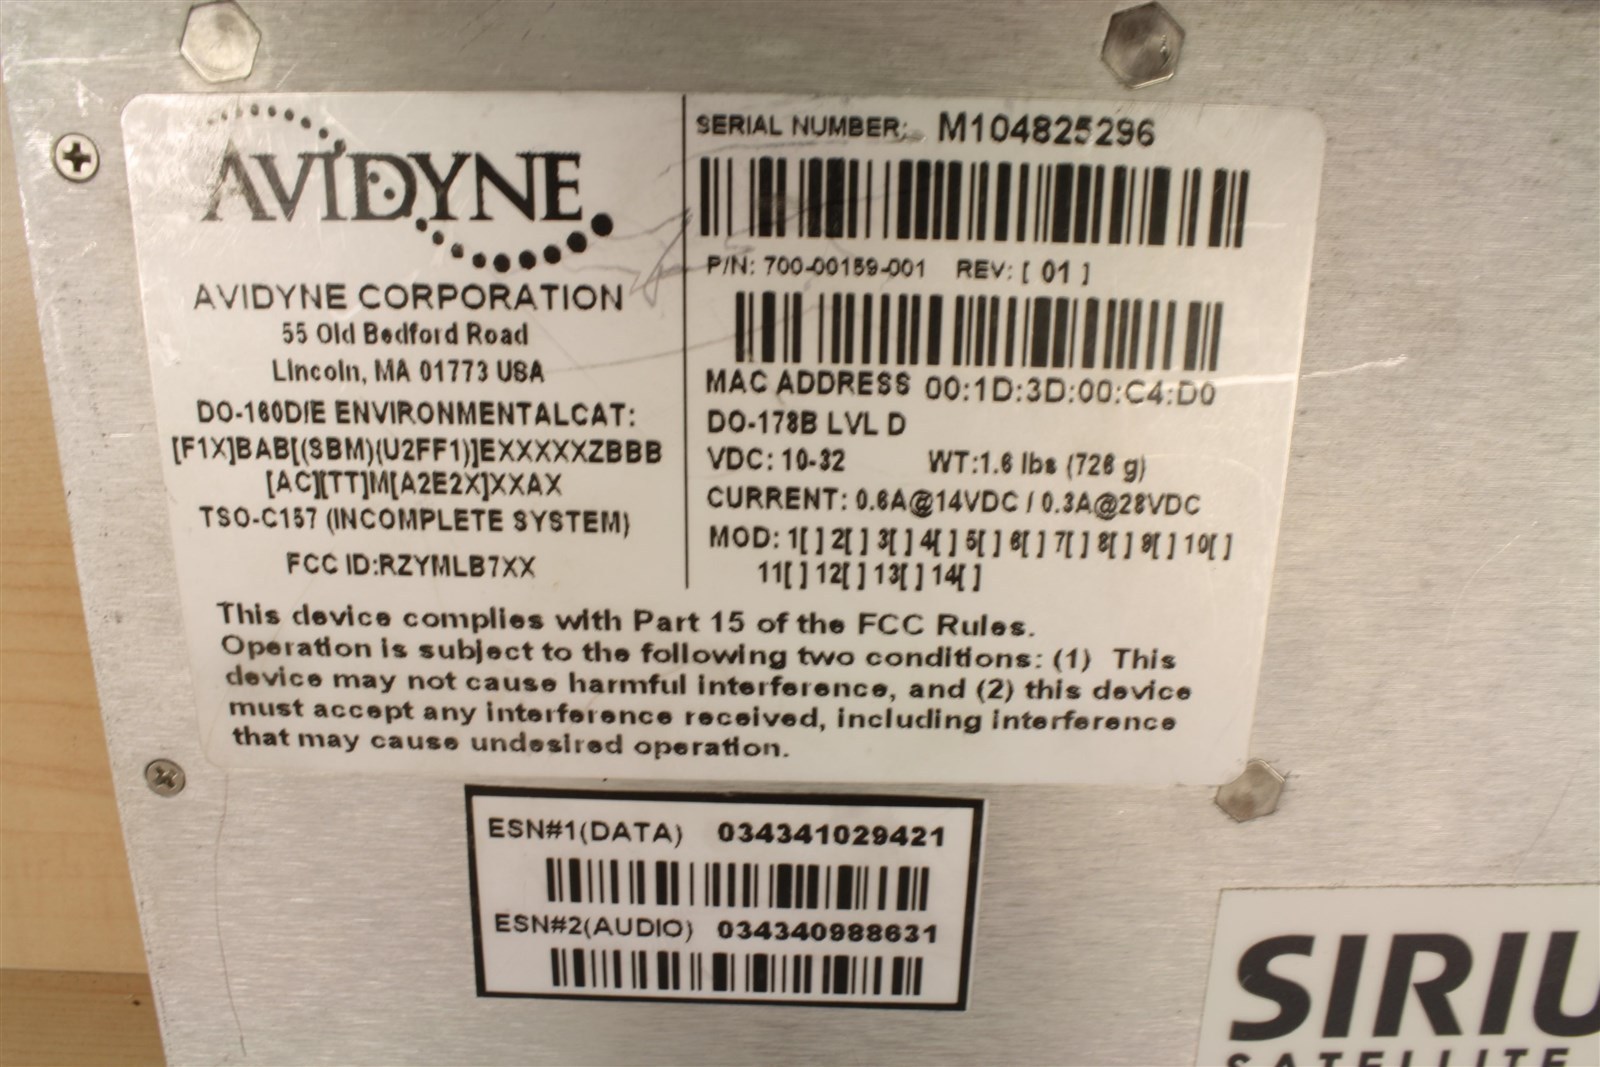 AVIDYNE
AVIDYNE CORPORATION
55 Old Bedford Road
Lincoln, MA 01773 USA
DO-160D/E ENVIRONMENTALCAT:
[F1X]BAB[(SBM)(U2FF1)]EXXXXXZBBB
[AC][TT]M[A2E2X]XXAX
TSO-C157 (INCOMPLETE SYSTEM)
FCC ID:RZYMLB7XX
SERIAL NUMBER: M104825296
P/N: 700-00159-001 REV: [ 01 ]
MAC ADDRESS 00:1D:3D:00:C4:D0
DO-178B LVL D
VDC: 10-32 WT:1.6 lbs (726 g)
CURRENT: 0.6A@14VDC / 0.3A@28VDC
MOD: 1[ ] 2[ ] 3[ ] 4[ ] 5[ ] 6[ ] 7[ ] 8[ ] 9[ ] 10[ ]
11[ ] 12[ ] 13[ ] 14[ ]
This device complies with Part 15 of the FCC Rules.
Operation is subject to the following two conditions: (1) This
device may not cause harmful interference, and (2) this device
must accept any interference received, including interference
that may cause undesired operation.
ESN#1(DATA) 034341029421
ESN#2(AUDIO) 034340988631
SIRIU
SATELLITE